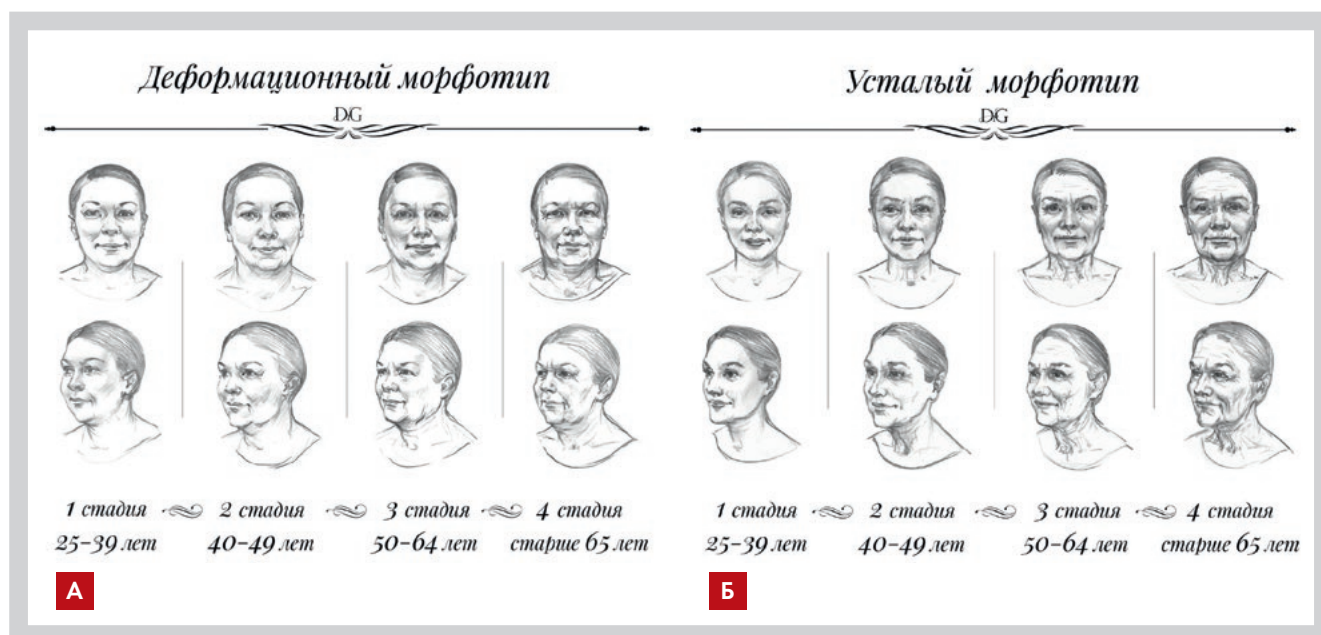 Деформационный морфотип
DG
1 стадия 2 стадия 3 стадия 4 стадия
25–39 лет 40–49 лет 50–64 лет старше 65 лет
А
Усталый морфотип
DG
1 стадия 2 стадия 3 стадия 4 стадия
25–39 лет 40–49 лет 50–64 лет старше 65 лет
Б